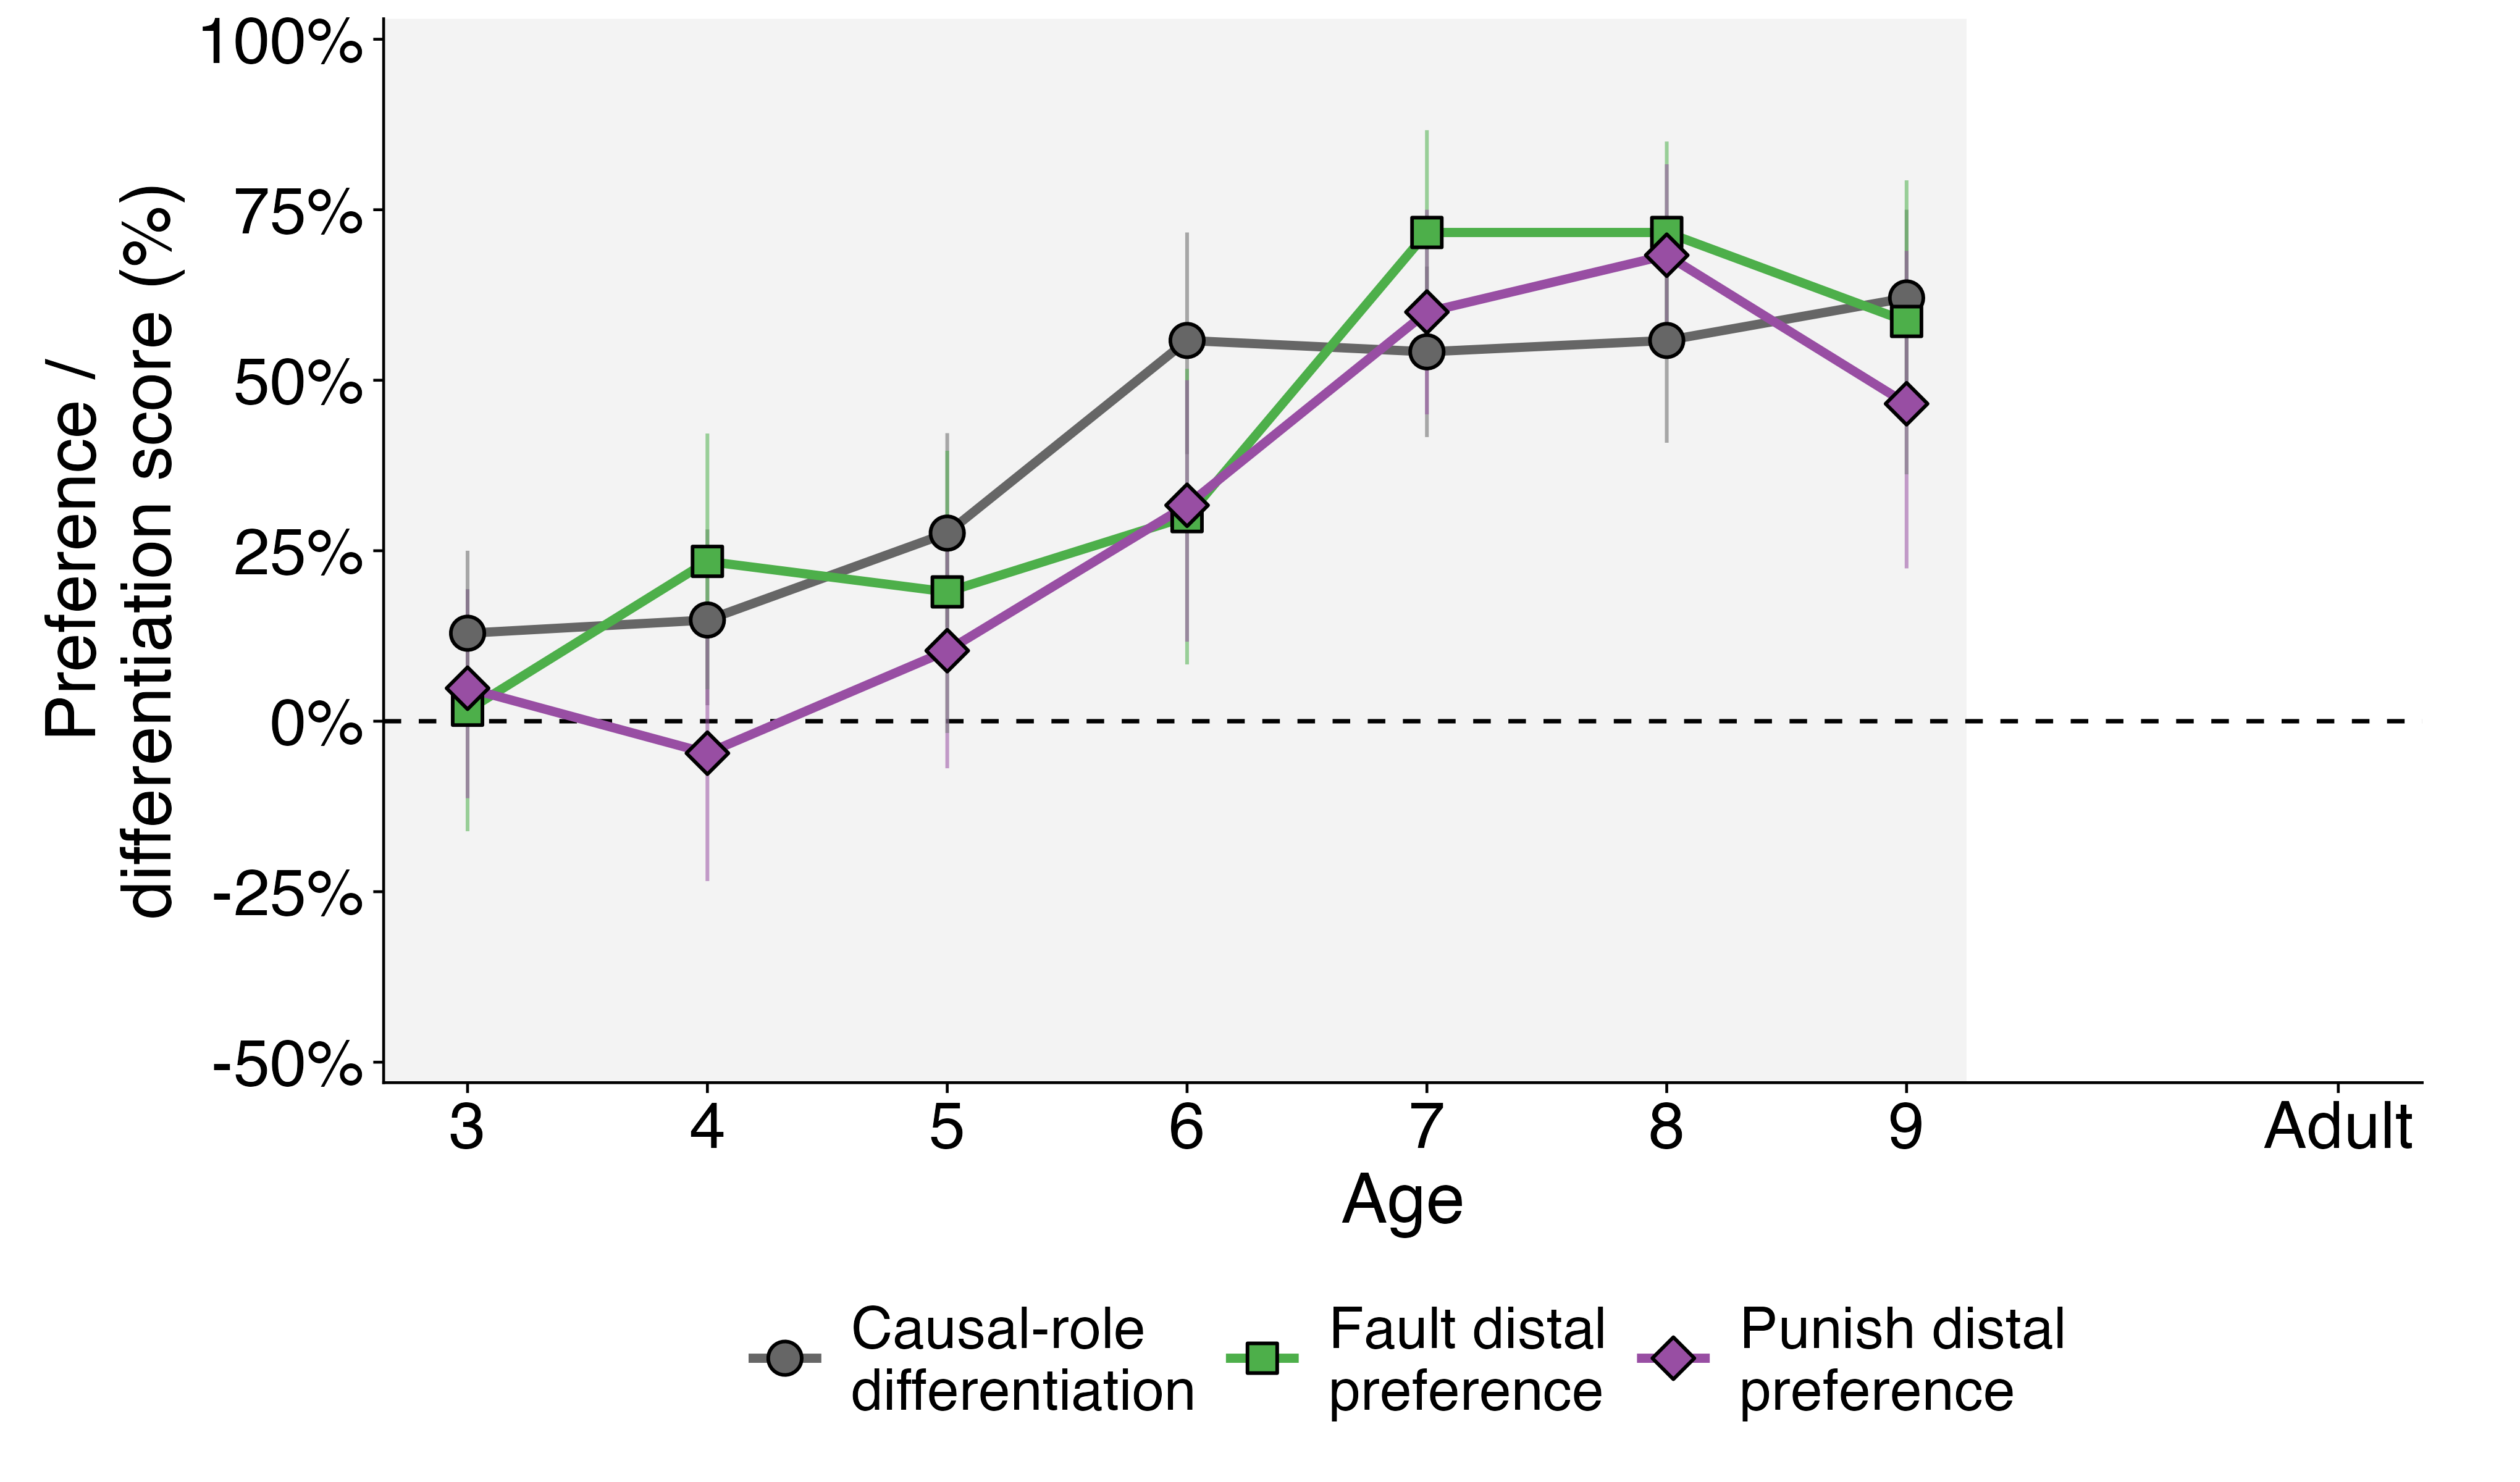 Preference /
differentiation score (%)
100%
75%
50%
25%
0%
-25%
-50%
3 4 5 6 7 8 9 Adult
Age
Causal-role
differentiation
Fault distal
preference
Punish distal
preference